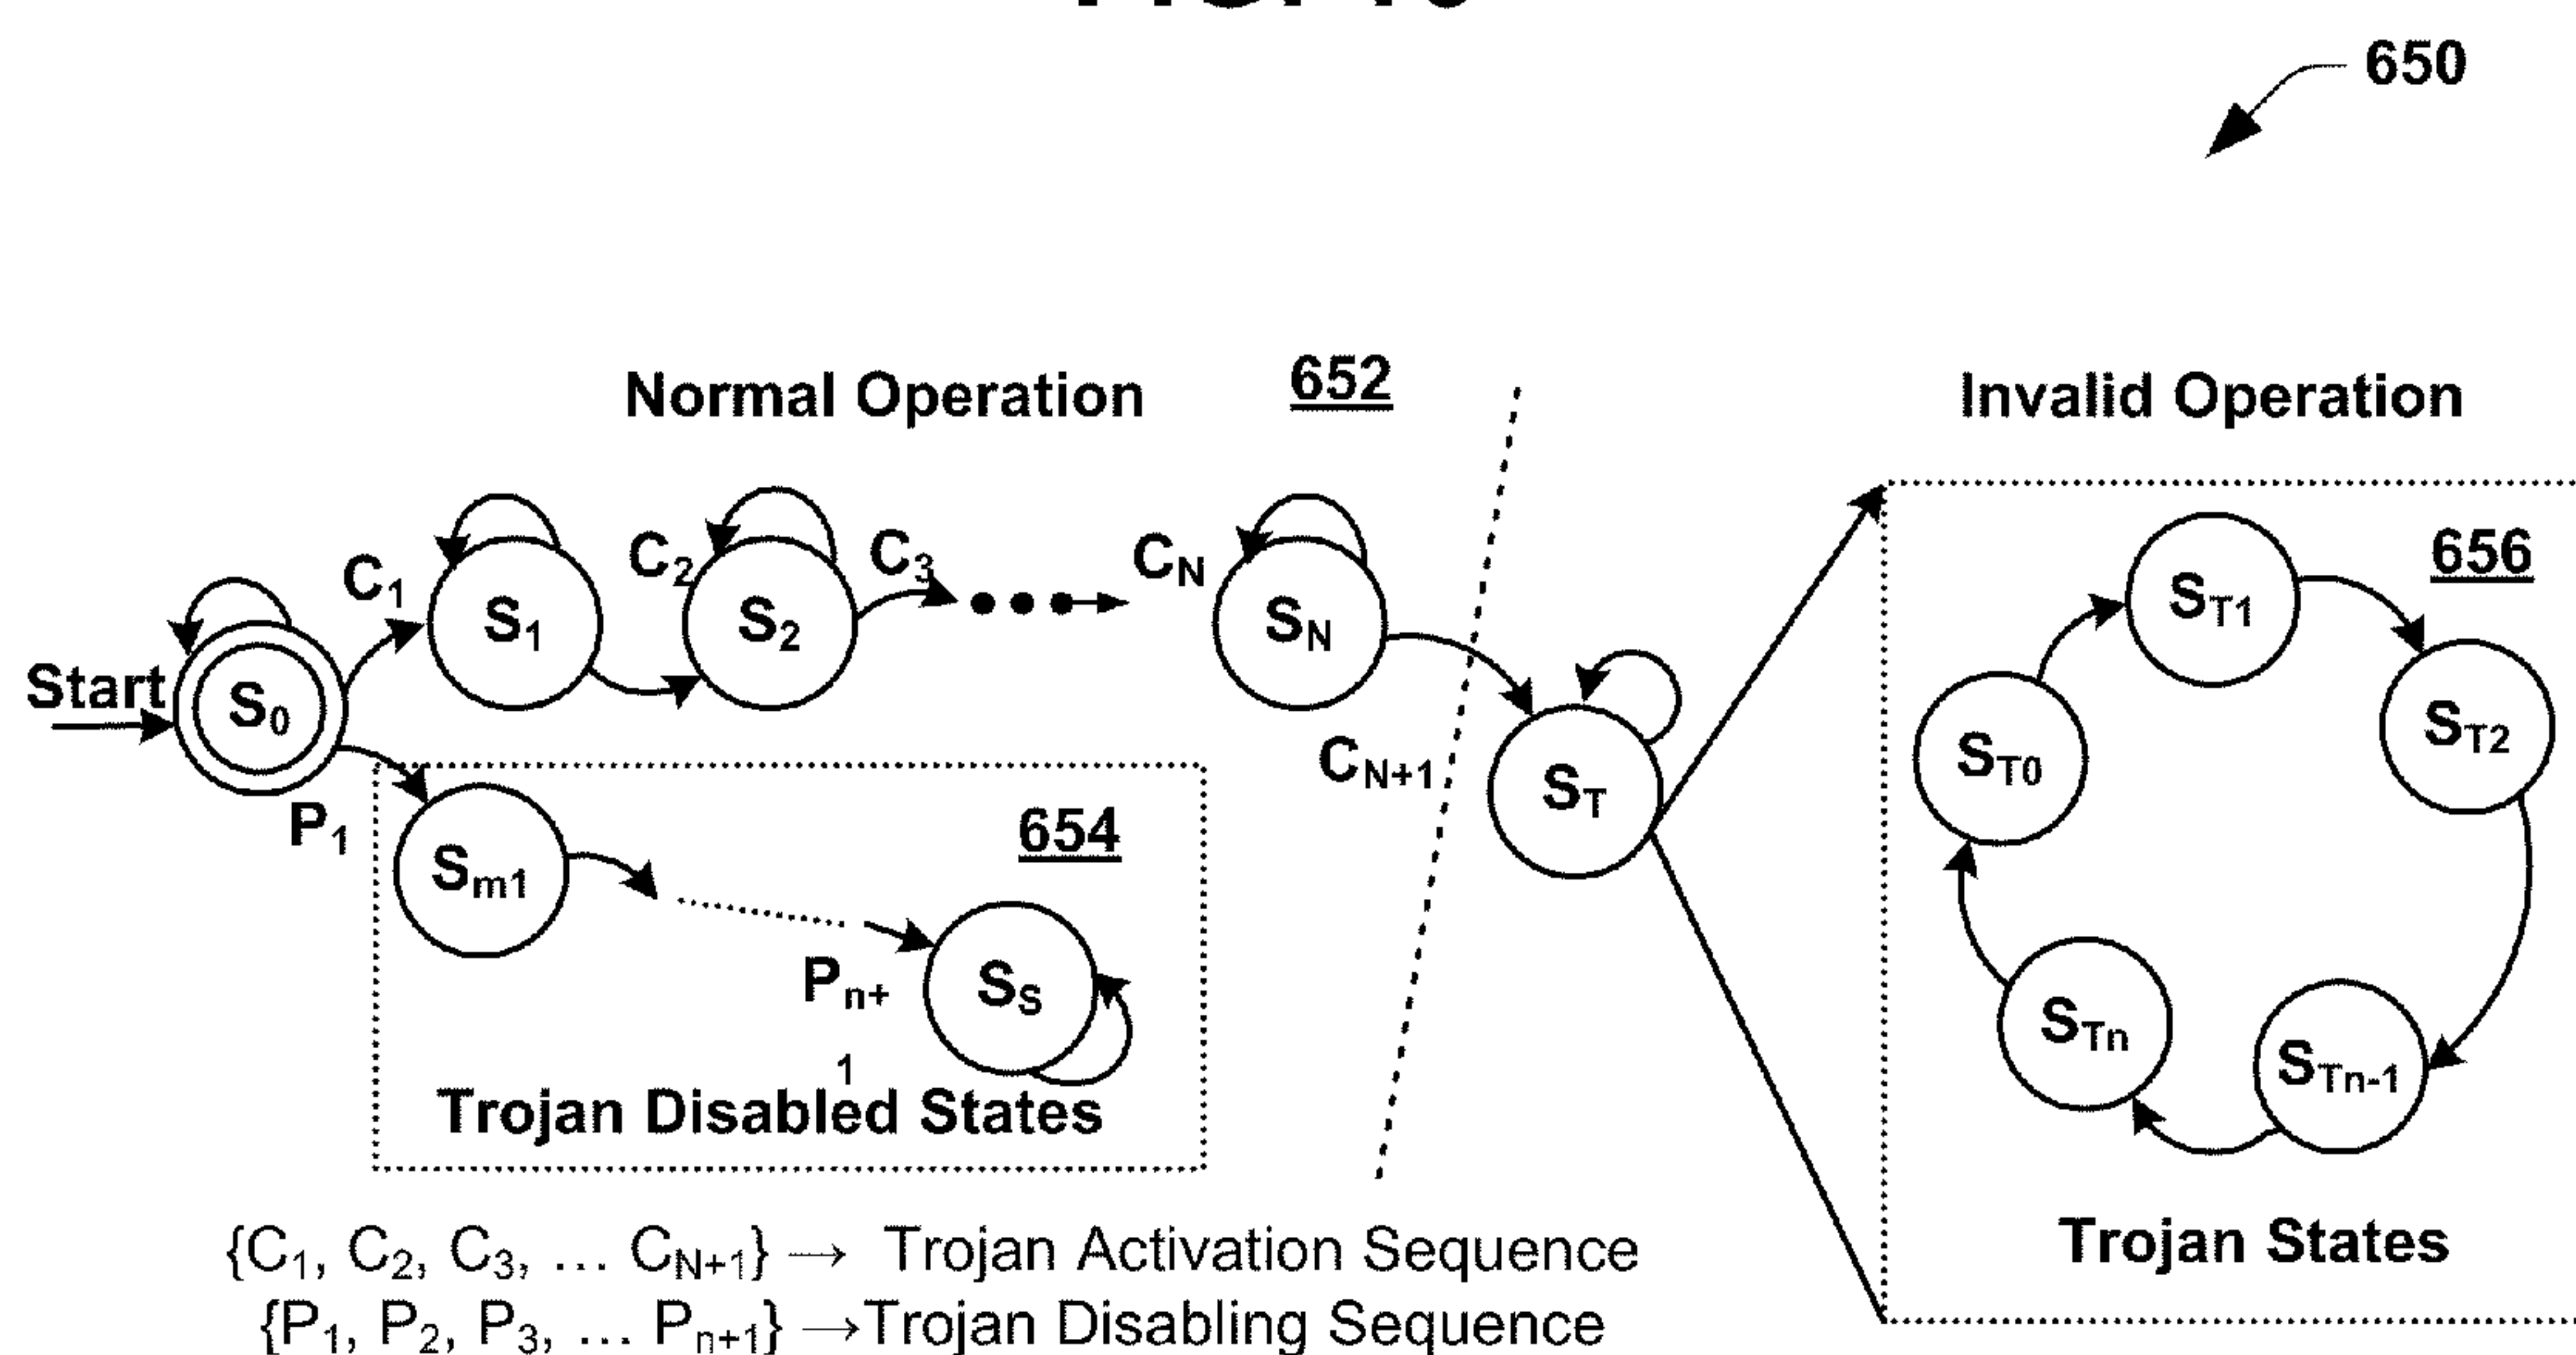 650
Normal Operation
652
Invalid Operation
Start
S0
C1
S1
C2
S2
C3
CN
SN
CN+1
ST
P1
Sm1
654
Pn+
1
SS
Trojan Disabled States
656
ST0
ST1
ST2
STn-1
STn
Trojan States
{C1, C2, C3, ... CN+1} → Trojan Activation Sequence
{P1, P2, P3, ... Pn+1} →Trojan Disabling Sequence